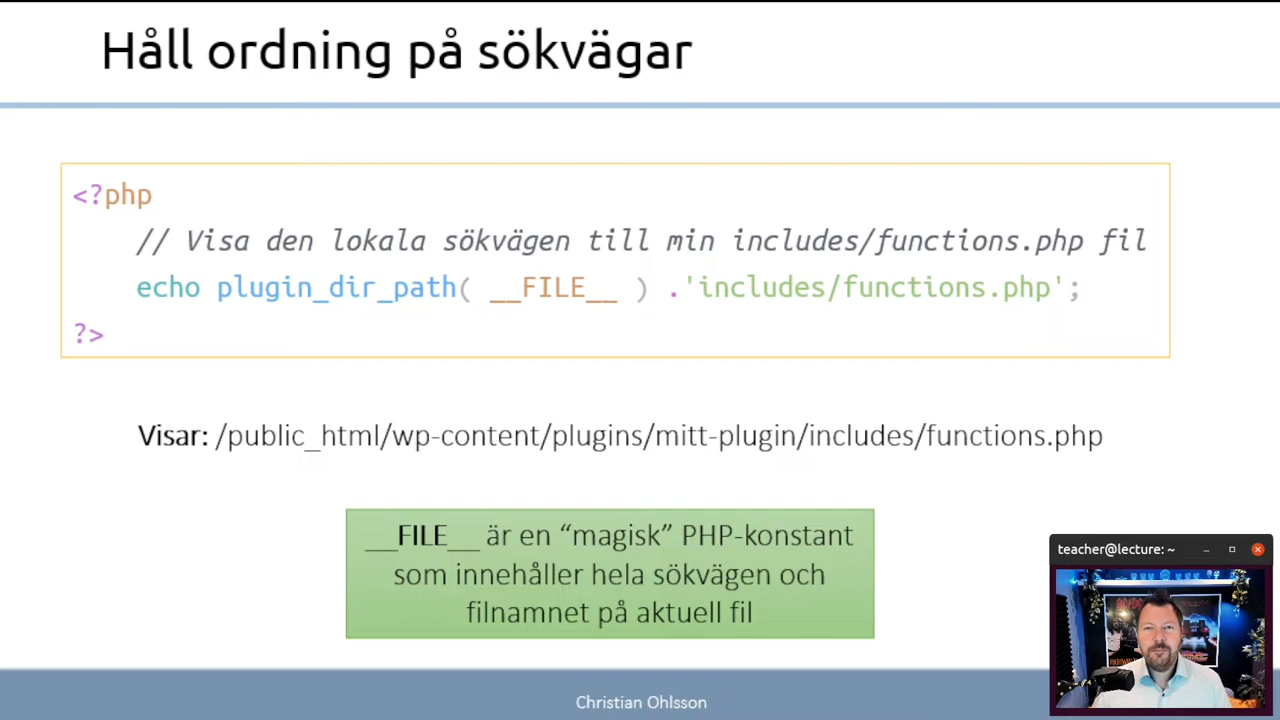 Håll ordning på sökvägar
<?php
// Visa den lokala sökvägen till min includes/functions.php fil
echo plugin_dir_path( __FILE__ ) .'includes/functions.php';
?>
Visar: /public_html/wp-content/plugins/mitt-plugin/includes/functions.php
__FILE__ är en “magisk” PHP-konstant
som innehåller hela sökvägen och
filnamnet på aktuell fil
teacher@lecture: ~
Christian Ohlsson